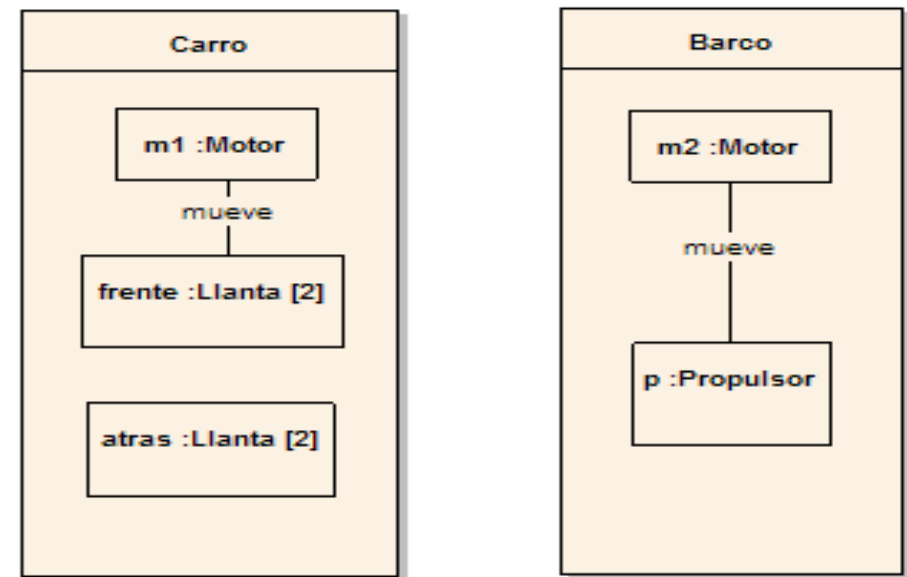 Carro
m1 :Motor
mueve
frente :Llanta [2]
atras :Llanta [2]
Barco
m2 :Motor
mueve
p :Propulsor